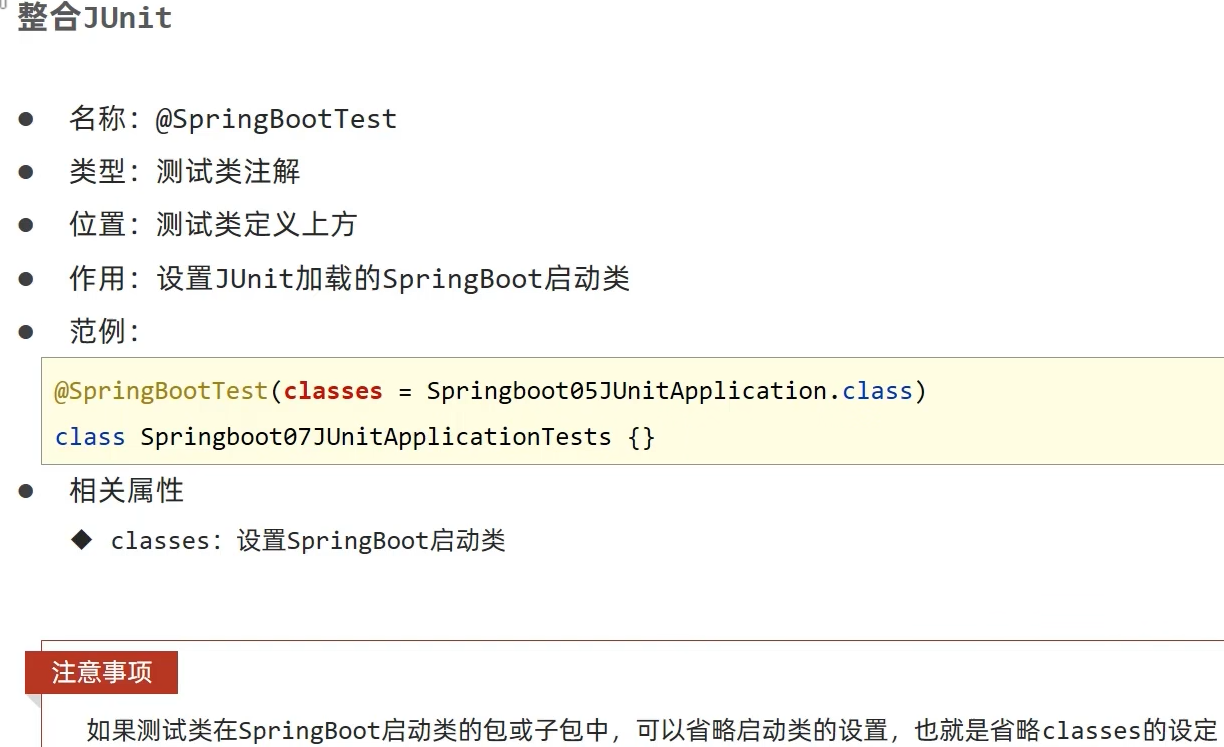 整合JUnit
名称：@SpringBootTest
类型：测试类注解
位置：测试类定义上方
作用：设置JUnit加载的SpringBoot启动类
范例：
@SpringBootTest(classes = Springboot05JUnitApplication.class)
class Springboot07JUnitApplicationTests {}
相关属性
classes：设置SpringBoot启动类
注意事项
如果测试类在SpringBoot启动类的包或子包中，可以省略启动类的设置，也就是省略classes的设定